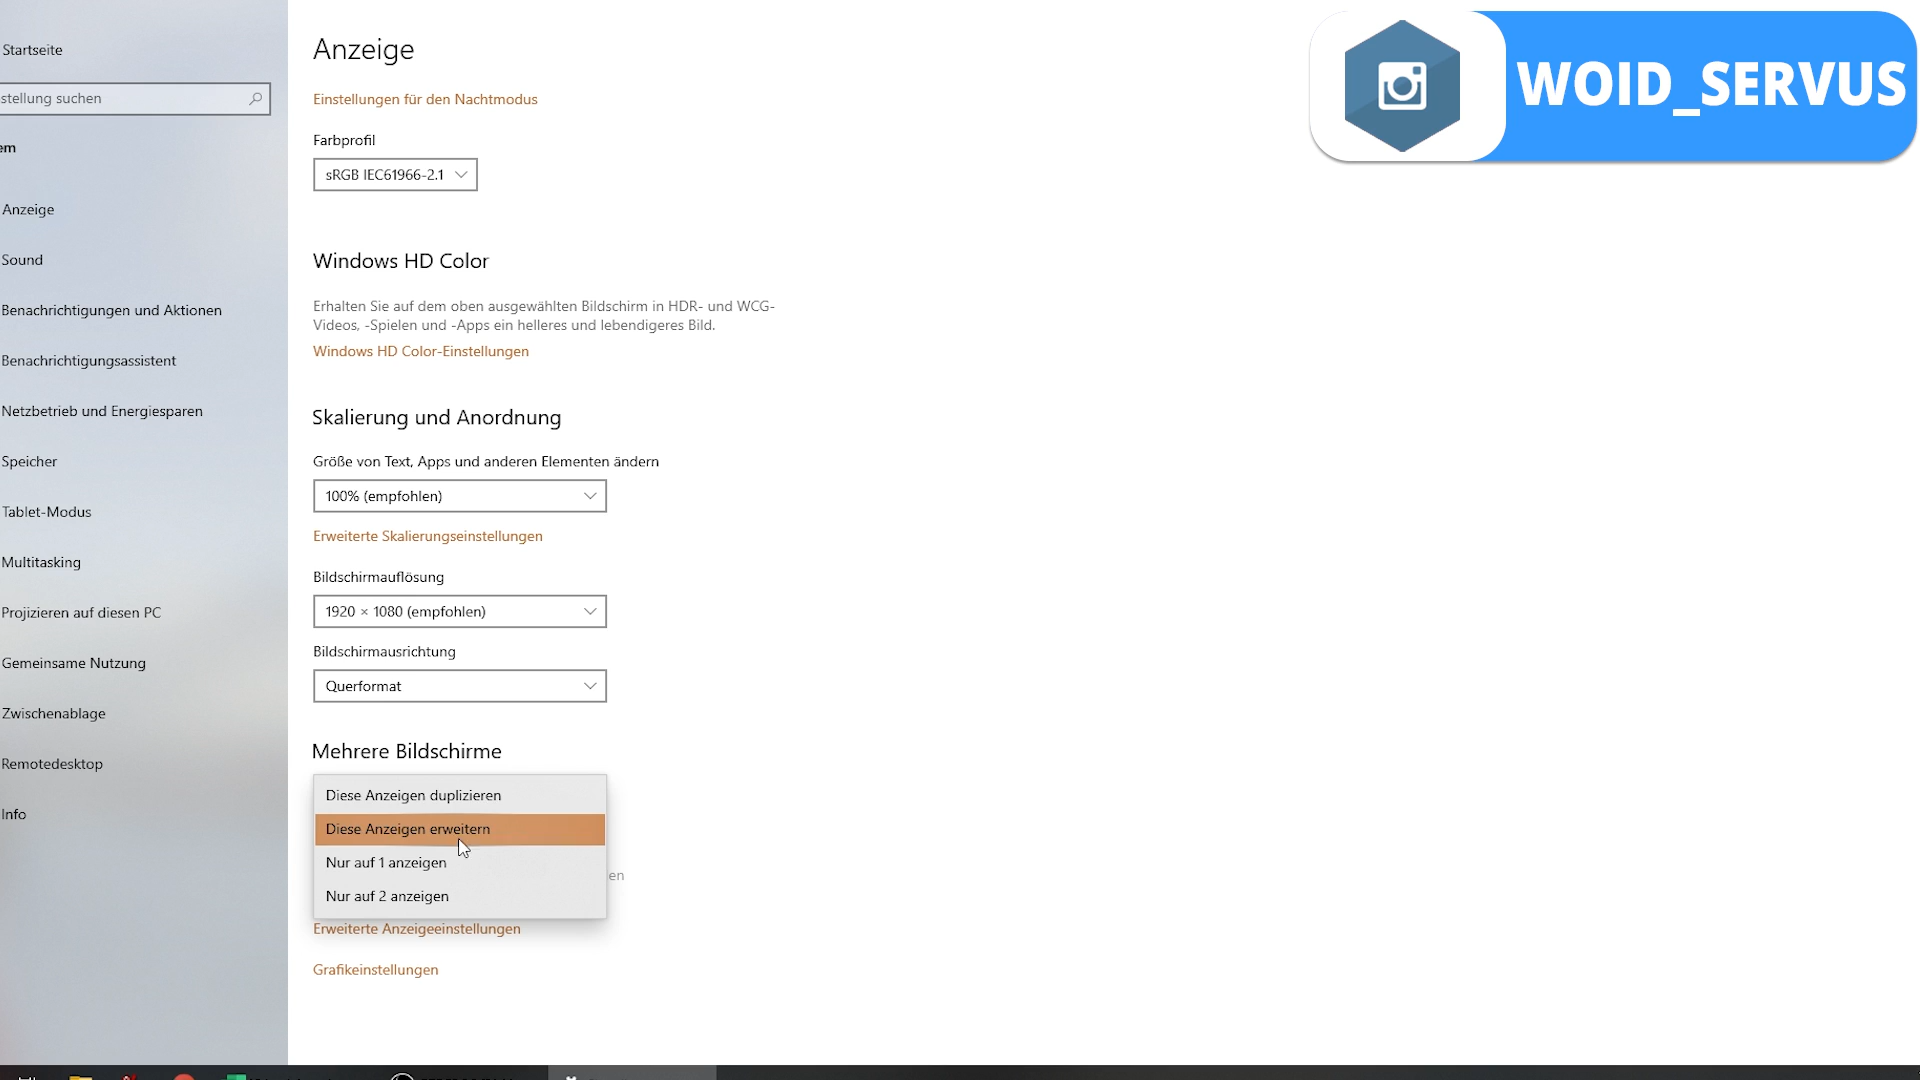 Startseite
stellung suchen
em
Anzeige
Sound
Benachrichtigungen und Aktionen
Benachrichtigungsassistent
Netzbetrieb und Energiesparen
Speicher
Tablet-Modus
Multitasking
Projizieren auf diesen PC
Gemeinsame Nutzung
Zwischenablage
Remotedesktop
Info
Anzeige
Einstellungen für den Nachtmodus
Farbprofil
sRGB IEC61966-2.1
Windows HD Color
Erhalten Sie auf dem oben ausgewählten Bildschirm in HDR- und WCG-
Videos, -Spielen und -Apps ein helleres und lebendigeres Bild.
Windows HD Color-Einstellungen
Skalierung und Anordnung
Größe von Text, Apps und anderen Elementen ändern
100% (empfohlen)
Erweiterte Skalierungseinstellungen
Bildschirmauflösung
1920 × 1080 (empfohlen)
Bildschirmausrichtung
Querformat
Mehrere Bildschirme
Diese Anzeigen duplizieren
Diese Anzeigen erweitern
Nur auf 1 anzeigen
en
Nur auf 2 anzeigen
Erweiterte Anzeigeeinstellungen
Grafikeinstellungen
WOID_SERVUS